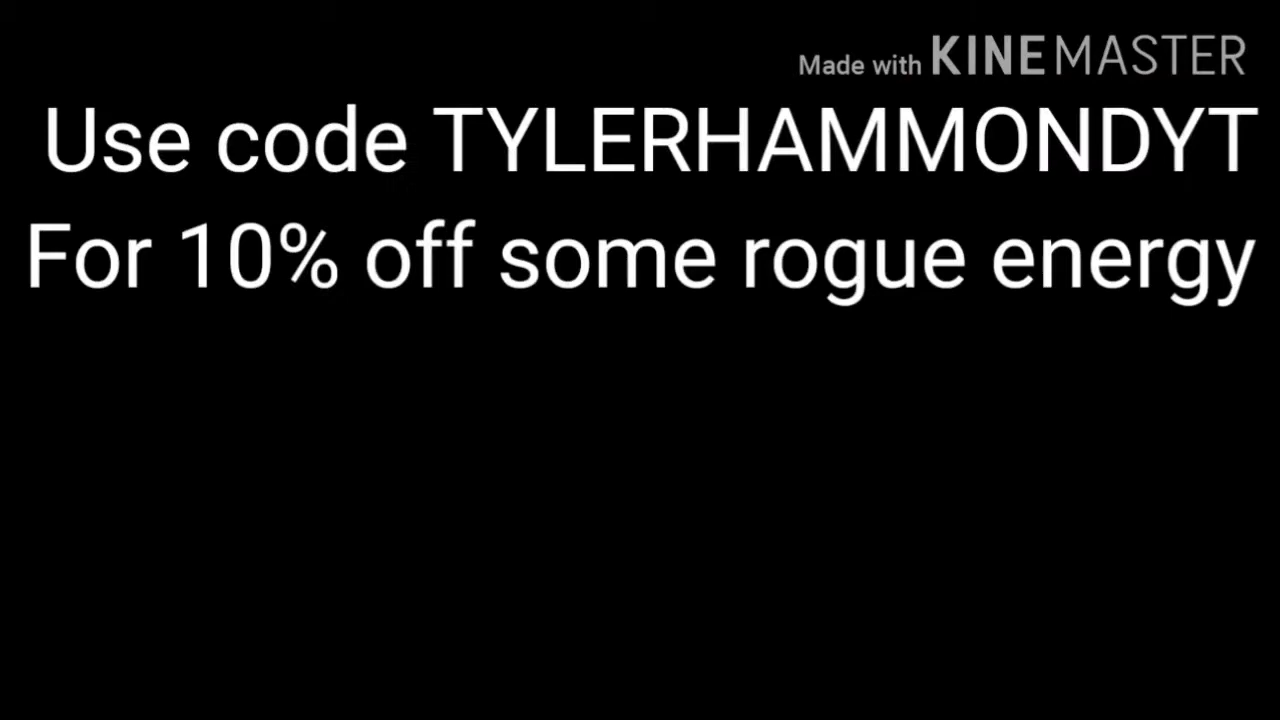 Made with KINEMASTER
Use code TYLERHAMMONDYT
For 10% off some rogue energy